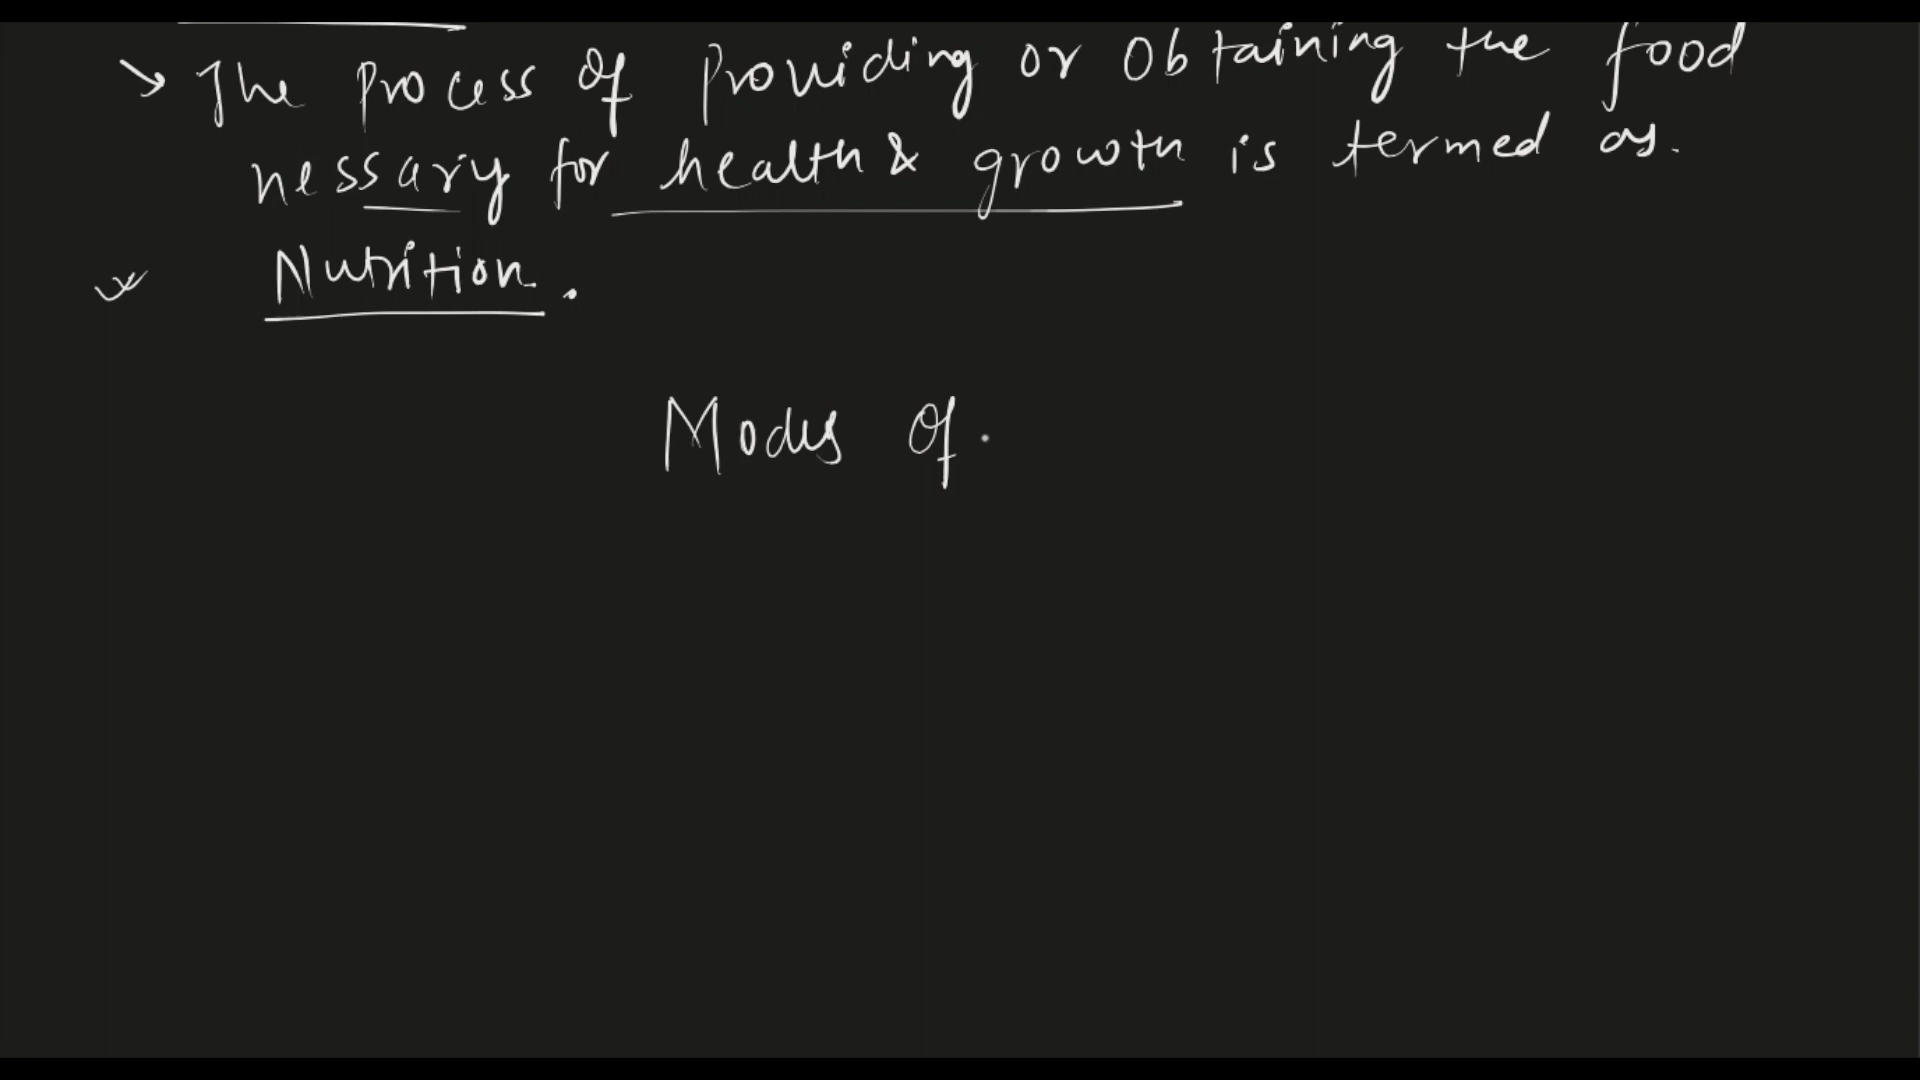 The process of providing or obtaining the food
nessary for health & growth is termed as.
Nutrition.
Modes of